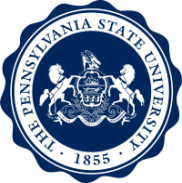 THE PENNSYLVANIA STATE UNIVERSITY
· 1855 ·